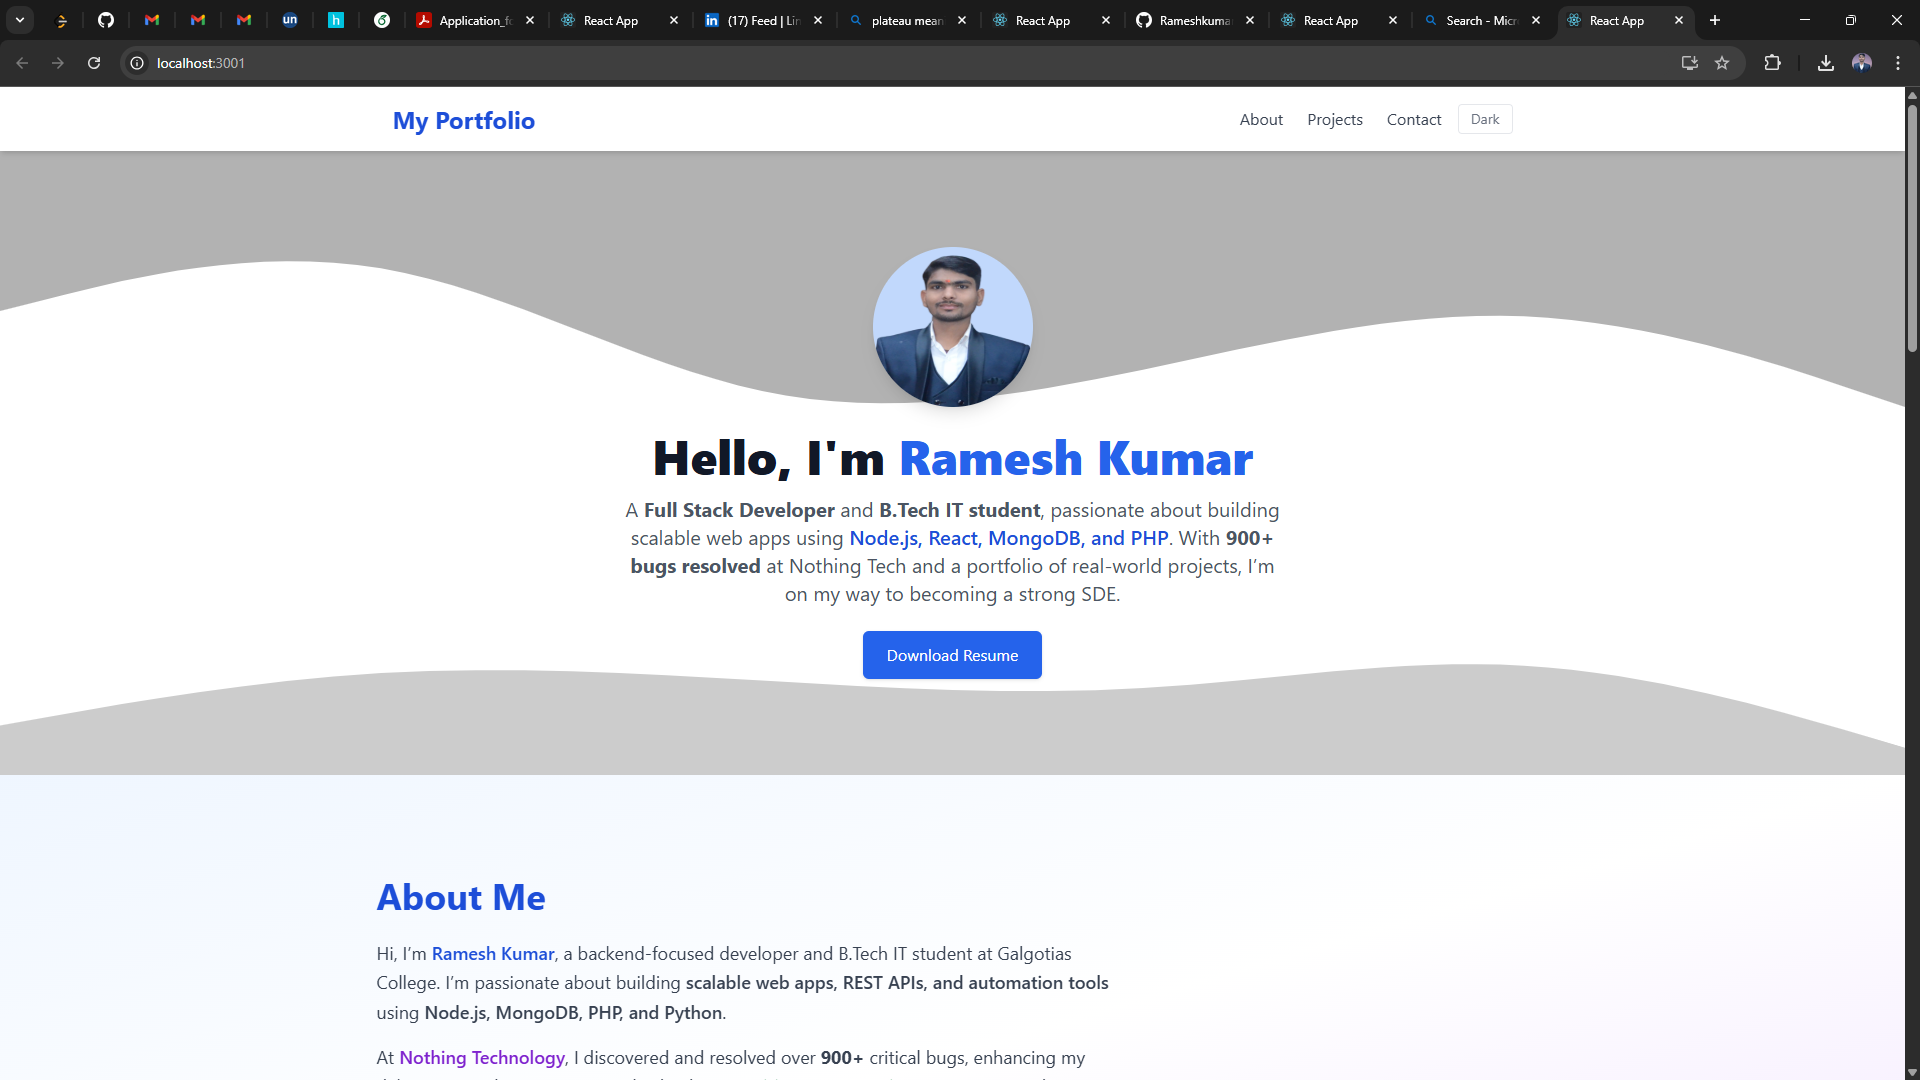 un
h
Application_fo
React App
(17) Feed | Lin
plateau mean
React App
Rameshkumar
React App
Search - Micr
React App
localhost:3001
My Portfolio
About
Projects
Contact
Dark
Hello, I'm Ramesh Kumar
A Full Stack Developer and B.Tech IT student, passionate about building
scalable web apps using Node.js, React, MongoDB, and PHP. With 900+
bugs resolved at Nothing Tech and a portfolio of real-world projects, I’m
on my way to becoming a strong SDE.
Download Resume
About Me
Hi, I’m Ramesh Kumar, a backend-focused developer and B.Tech IT student at Galgotias
College. I’m passionate about building scalable web apps, REST APIs, and automation tools
using Node.js, MongoDB, PHP, and Python.
At Nothing Technology, I discovered and resolved over 900+ critical bugs, enhancing my